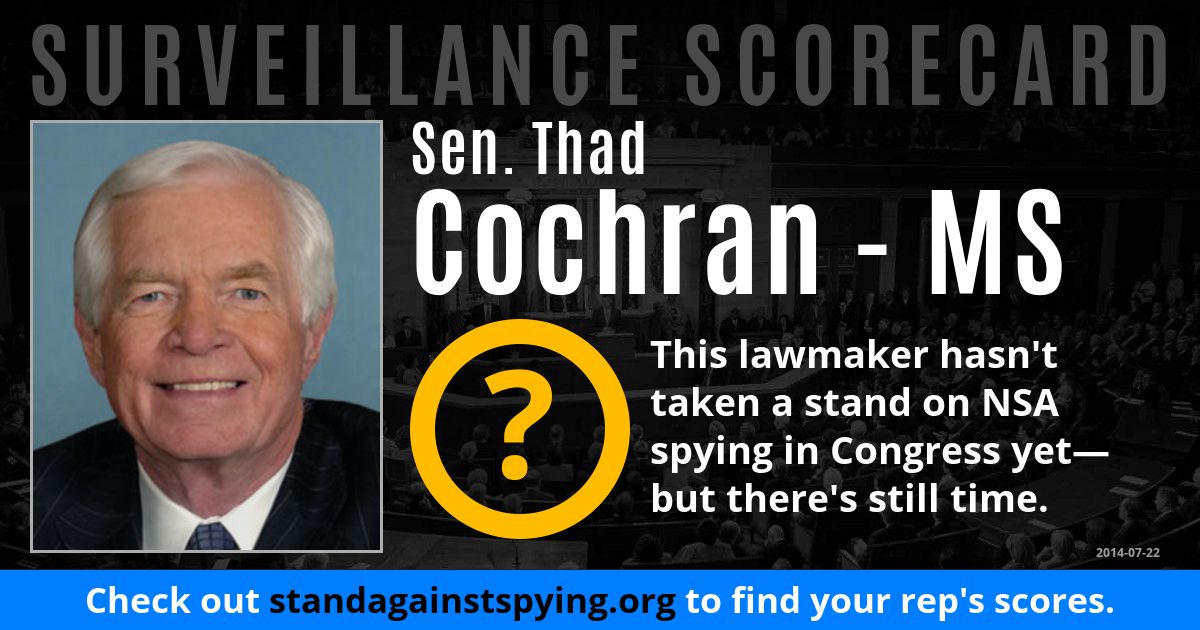 SURVEILLANCE SCORECARD
Sen. Thad
Cochran - MS
?
This lawmaker hasn't
taken a stand on NSA
spying in Congress yet—
but there's still time.
2014-07-22
Check out standagainstspying.org to find your rep's scores.